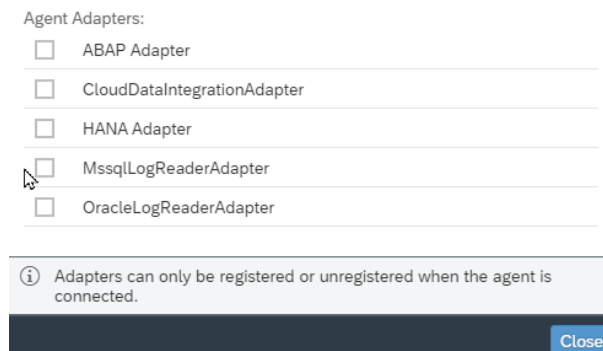 Agent Adapters:
ABAP Adapter
CloudDataIntegrationAdapter
HANA Adapter
MssqlLogReaderAdapter
OracleLogReaderAdapter
Adapters can only be registered or unregistered when the agent is
connected.
Close